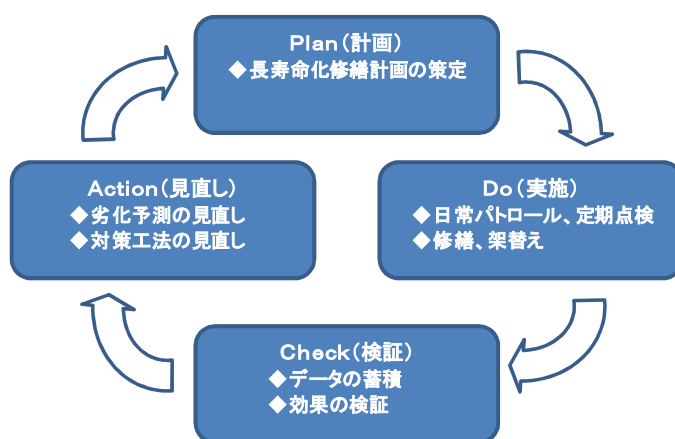 Plan(計画)
◆長寿命化修繕計画の策定
Action(見直し)
◆劣化予測の見直し
◆対策工法の見直し
Do(実施)
◆日常パトロール、定期点検
◆修繕、架替え
Check(検証)
◆データの蓄積
◆効果の検証